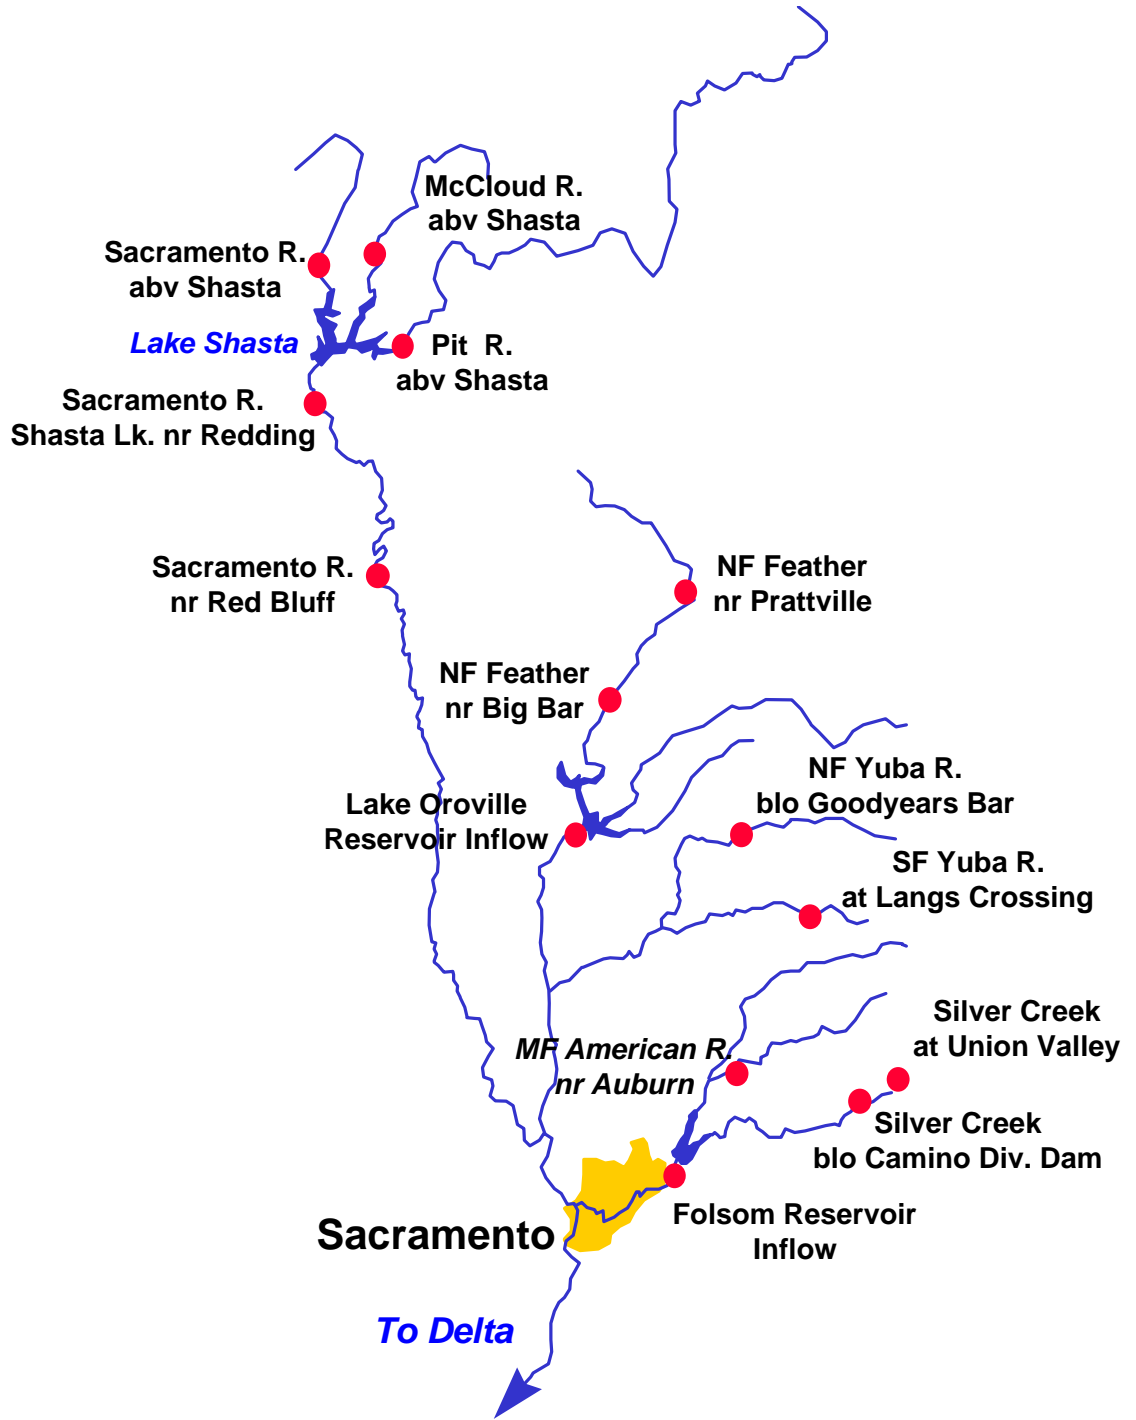 McCloud R.
abv Shasta
Sacramento R.
abv Shasta
Lake Shasta
Pit R.
abv Shasta
Sacramento R.
Shasta Lk. nr Redding
Sacramento R.
nr Red Bluff
NF Feather
nr Prattville
NF Feather
nr Big Bar
NF Yuba R.
blo Goodyears Bar
Lake Oroville
Reservoir Inflow
SF Yuba R.
at Langs Crossing
Silver Creek
at Union Valley
MF American R.
nr Auburn
Silver Creek
blo Camino Div. Dam
Folsom Reservoir
Inflow
Sacramento
To Delta